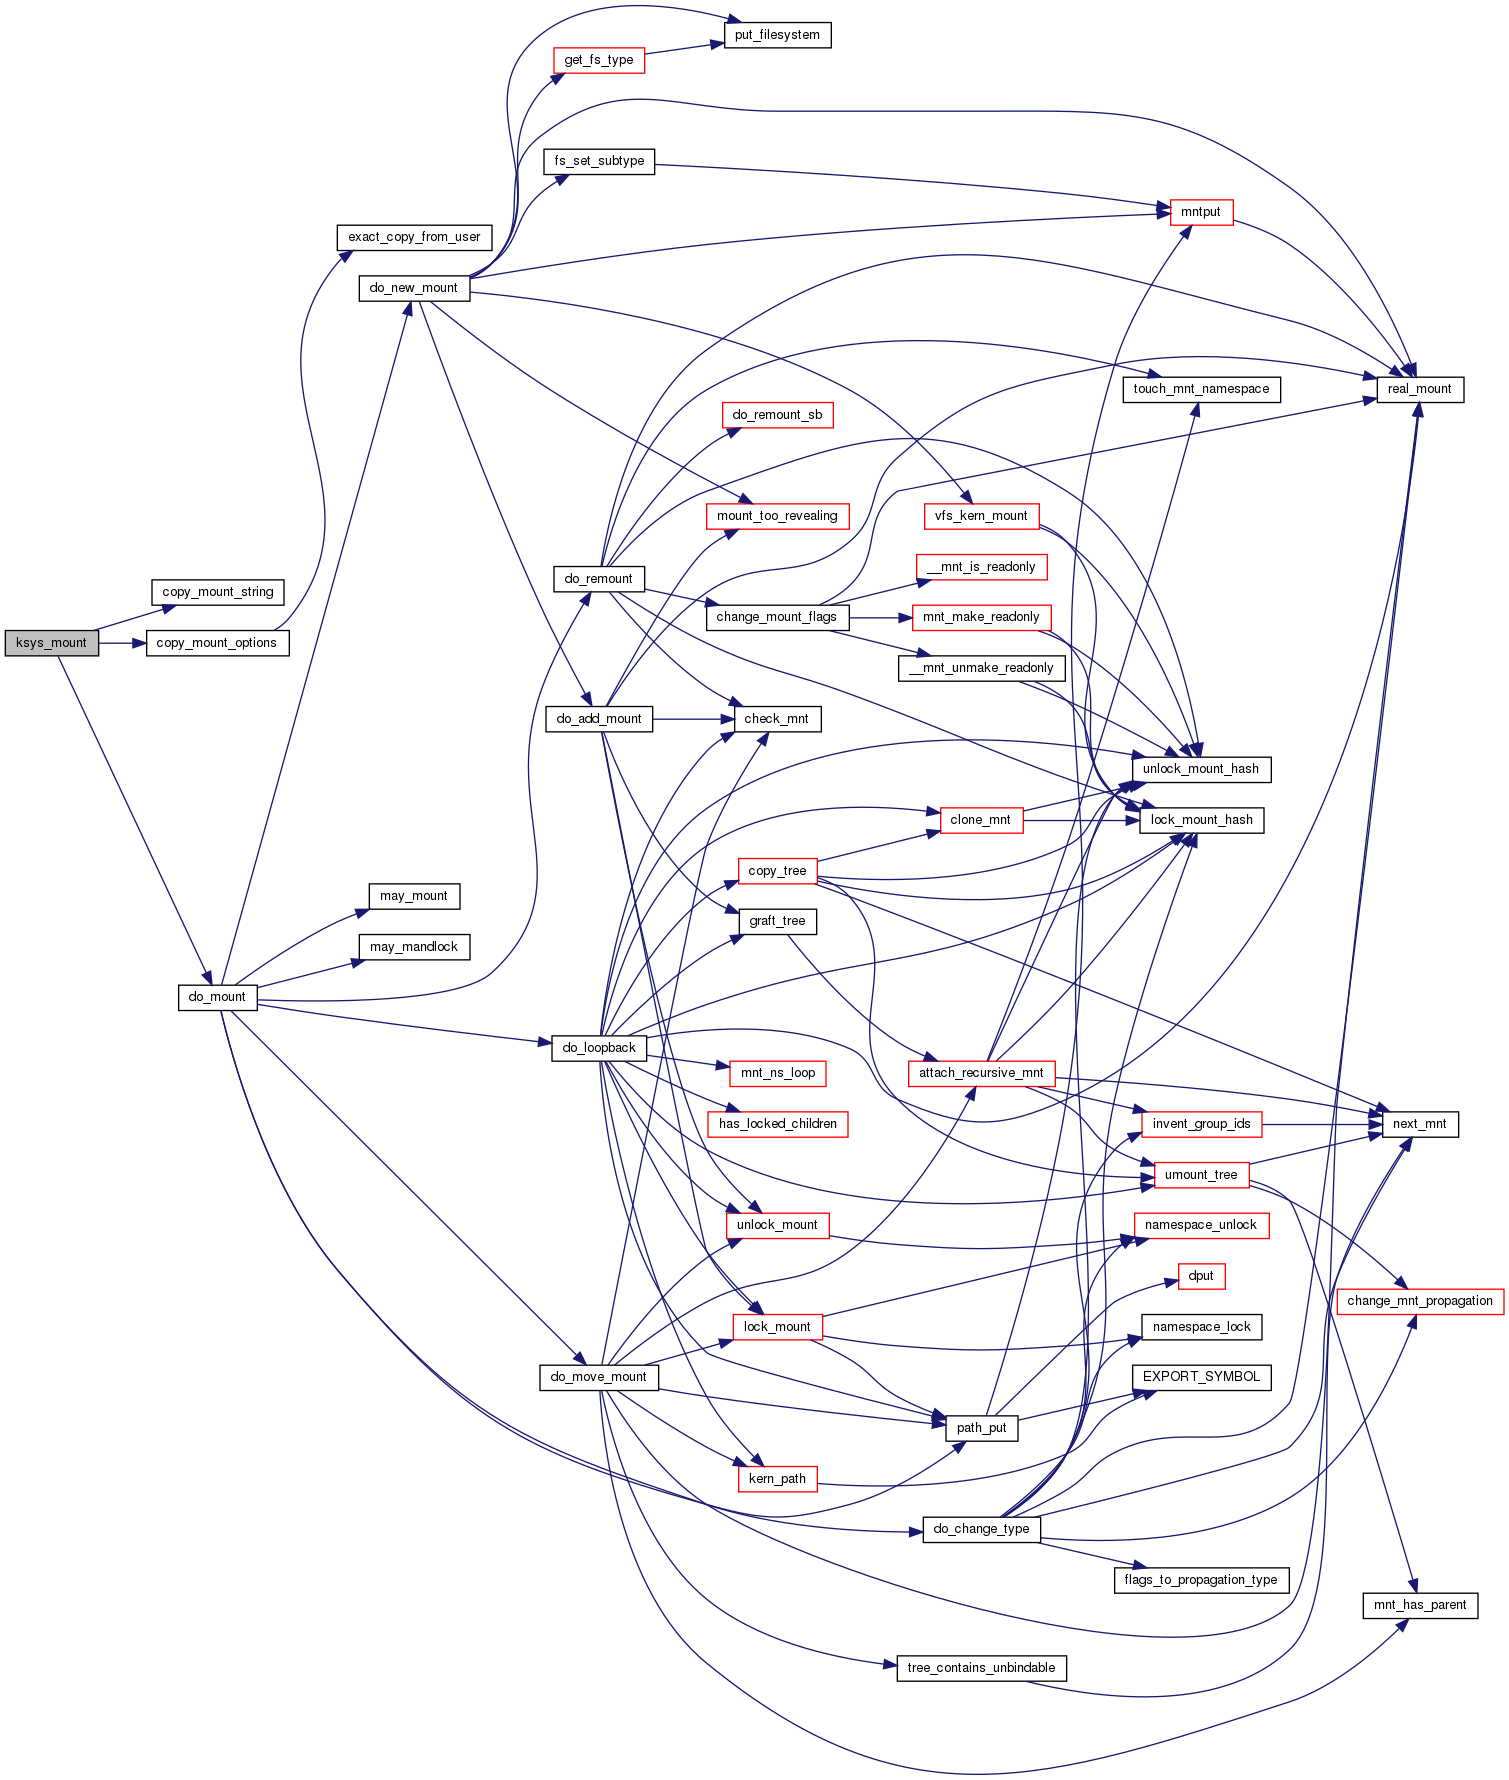 put_filesystem
get_fs_type
fs_set_subtype
mntput
exact_copy_from_user
do_new_mount
touch_mnt_namespace
real_mount
do_remount_sb
mount_too_revealing
vfs_kern_mount
__mnt_is_readonly
do_remount
copy_mount_string
change_mount_flags
mnt_make_readonly
ksys_mount
copy_mount_options
__mnt_unmake_readonly
do_add_mount
check_mnt
unlock_mount_hash
clone_mnt
lock_mount_hash
copy_tree
may_mount
graft_tree
may_mandlock
do_mount
do_loopback
mnt_ns_loop
attach_recursive_mnt
has_locked_children
invent_group_ids
next_mnt
umount_tree
unlock_mount
namespace_unlock
dput
change_mnt_propagation
lock_mount
namespace_lock
do_move_mount
EXPORT_SYMBOL
path_put
kern_path
do_change_type
flags_to_propagation_type
mnt_has_parent
tree_contains_unbindable